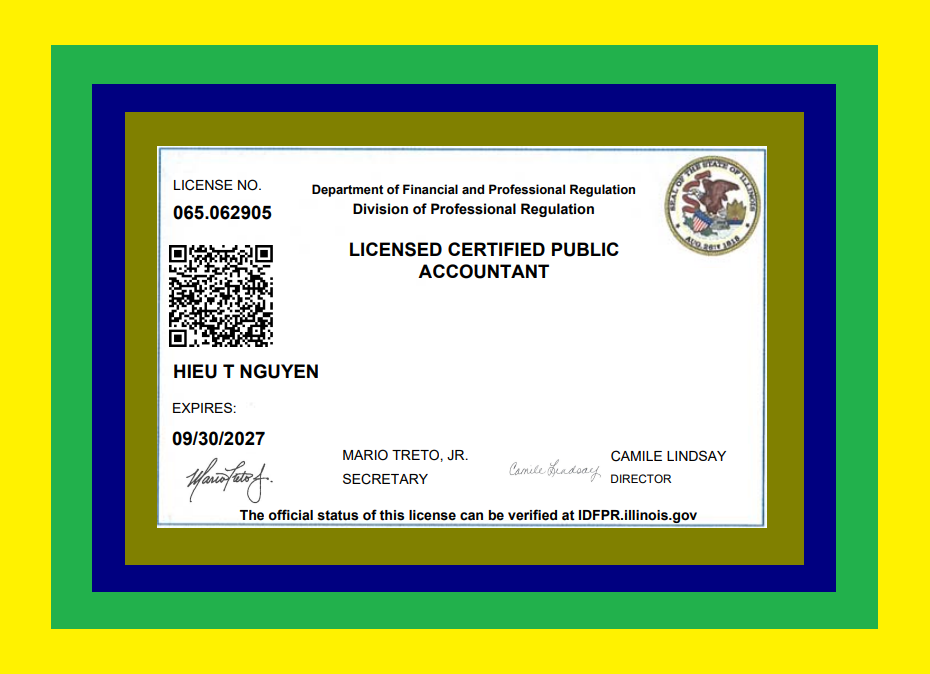 LICENSE NO.
065.062905
Department of Financial and Professional Regulation
Division of Professional Regulation
LICENSED CERTIFIED PUBLIC
ACCOUNTANT
SEAL OF THE STATE OF ILLINOIS
AUG. 26TH 1818
HIEU T NGUYEN
EXPIRES:
09/30/2027
Mario Treto Jr.
MARIO TRETO, JR.
SECRETARY
Camile Lindsay
CAMILE LINDSAY
DIRECTOR
The official status of this license can be verified at IDFPR.illinois.gov